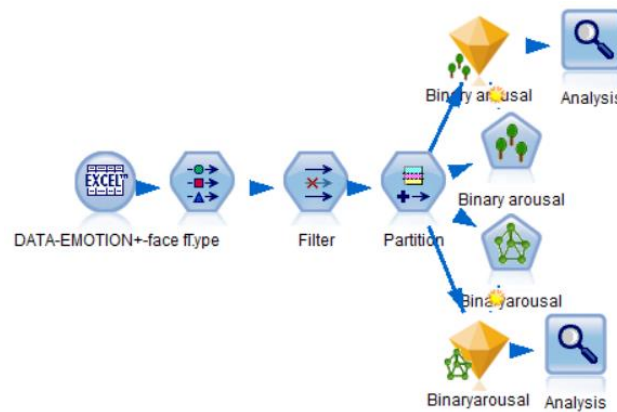 Binary arousal
Analysis
EXCEL
Binary arousal
DATA-EMOTION+-face ff
Type
Filter
Partition
Binaryarousal
Binaryarousal
Analysis